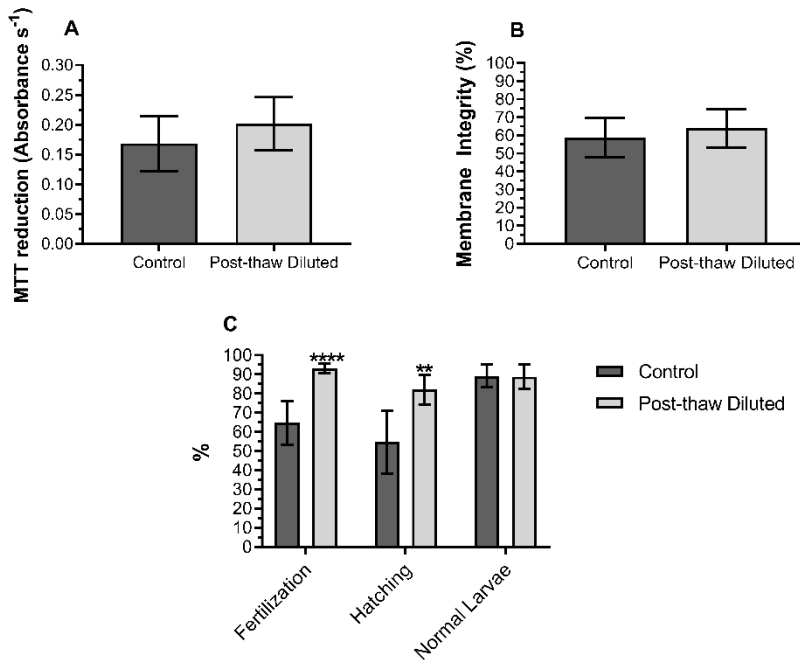 A
MTT reduction (Absorbance s⁻¹)
0.30
0.25
0.20
0.15
0.10
0.05
0.00
Control
Post-thaw Diluted
B
Membrane Integrity (%)
100
90
80
70
60
50
40
30
20
10
0
Control
Post-thaw Diluted
C
%
100
90
80
70
60
50
40
30
20
10
0
****
**
Fertilization
Hatching
Normal Larvae
Control
Post-thaw Diluted